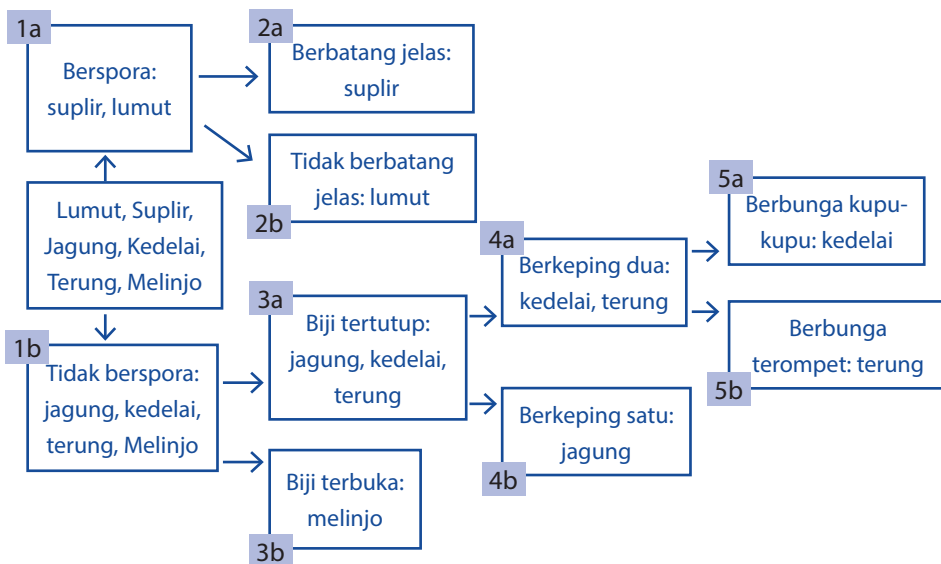 1a
Berspora:
suplir, lumut
2a
Berbatang jelas:
suplir
Tidak berbatang
jelas: lumut
2b
Lumut, Suplir,
Jagung, Kedelai,
Terung, Melinjo
1b
Tidak berspora:
jagung, kedelai,
terung, Melinjo
3a
Biji tertutup:
jagung, kedelai,
terung
Biji terbuka:
melinjo
3b
4a
Berkeping dua:
kedelai, terung
Berkeping satu:
jagung
4b
5a
Berbunga kupu-
kupu: kedelai
Berbunga
terompet: terung
5b